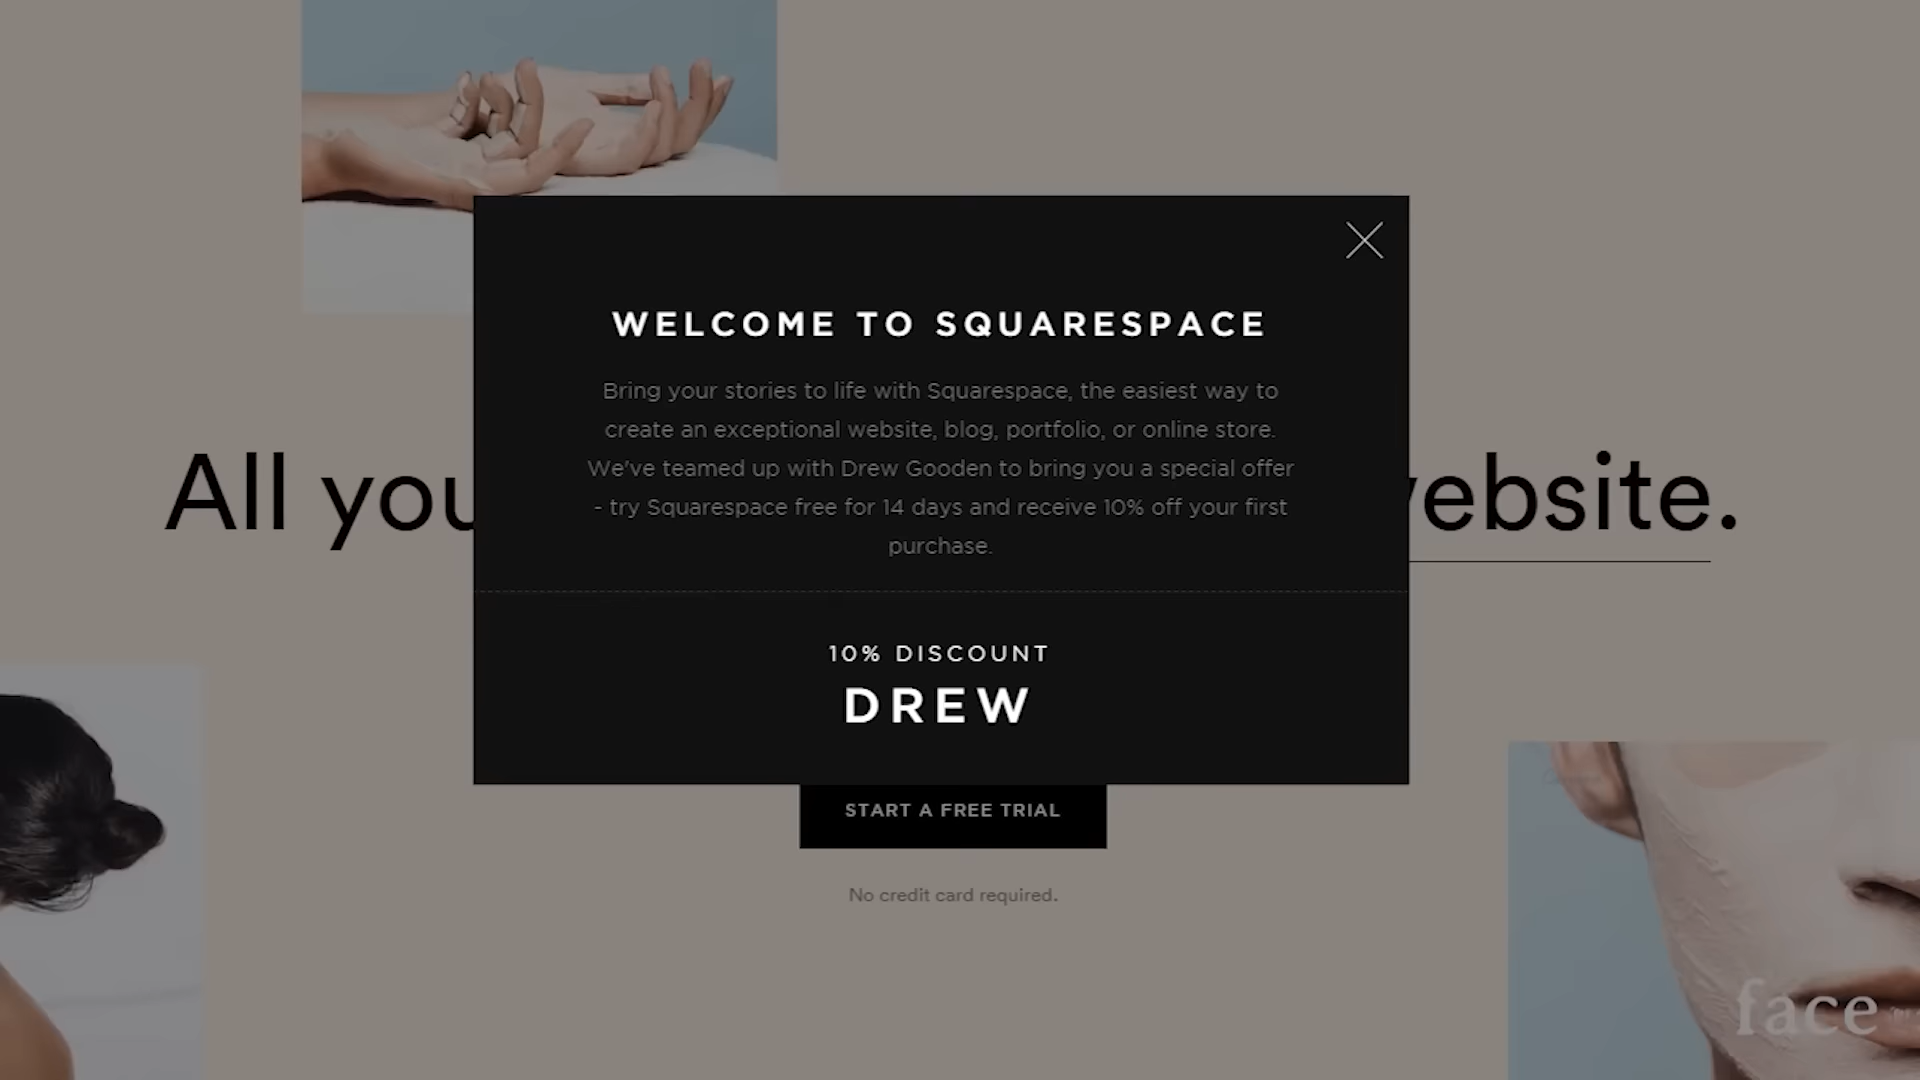 WELCOME TO SQUARESPACE
Bring your stories to life with Squarespace, the easiest way to
create an exceptional website, blog, portfolio, or online store.
We've teamed up with Drew Gooden to bring you a special offer
- try Squarespace free for 14 days and receive 10% off your first
purchase.
All you
website.
10% DISCOUNT
DREW
START A FREE TRIAL
No credit card required.
face